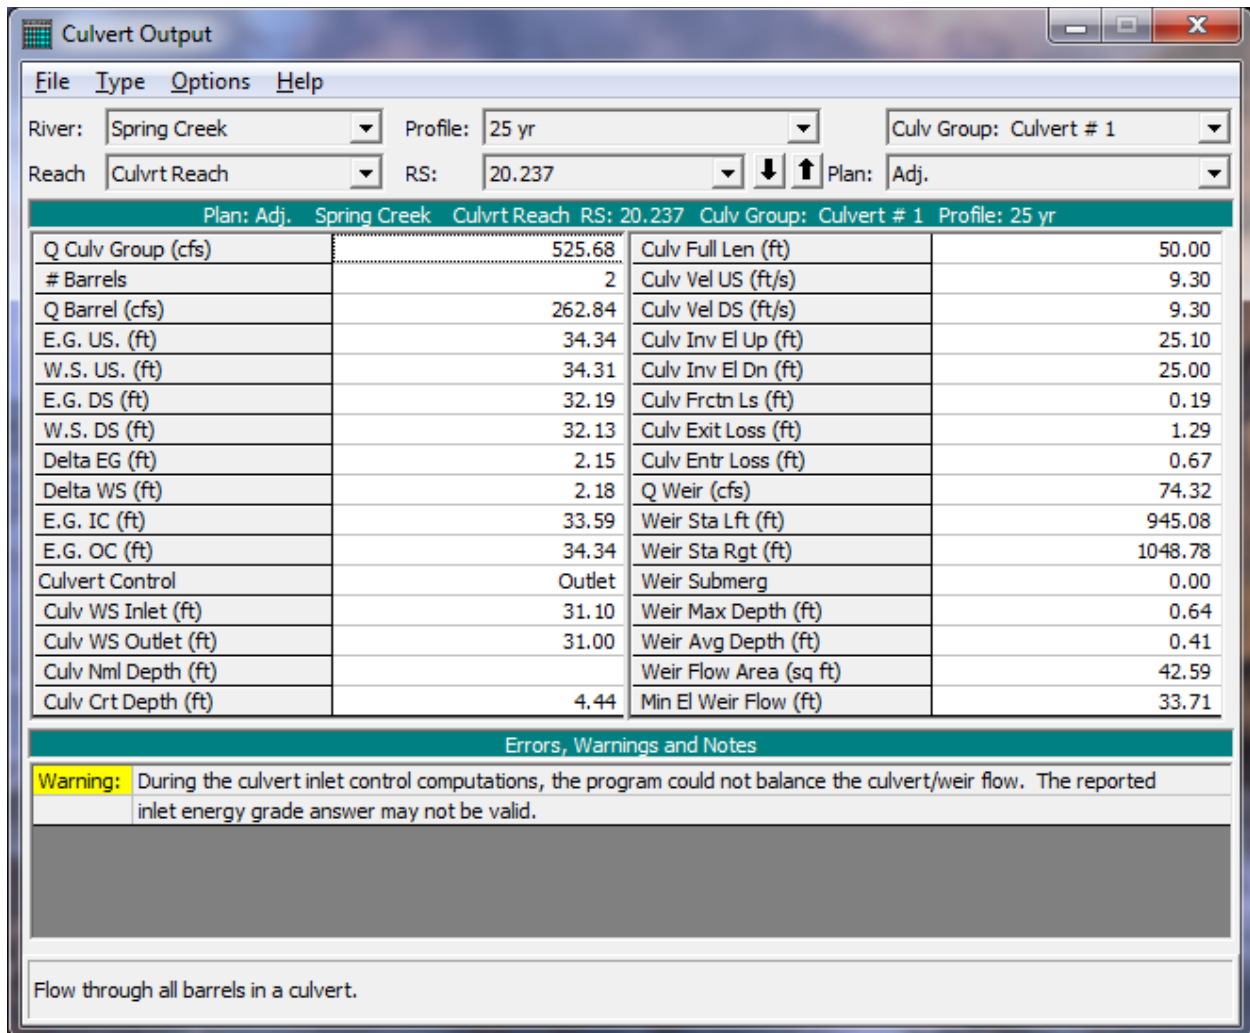 Culvert Output
File Type Options Help
River: Spring Creek Profile: 25 yr Culv Group: Culvert # 1
Reach Culvrt Reach RS: 20.237 Plan: Adj.
Plan: Adj. Spring Creek Culvrt Reach RS: 20.237 Culv Group: Culvert # 1 Profile: 25 yr
Q Culv Group (cfs) 525.68 Culv Full Len (ft) 50.00
# Barrels 2 Culv Vel US (ft/s) 9.30
Q Barrel (cfs) 262.84 Culv Vel DS (ft/s) 9.30
E.G. US. (ft) 34.34 Culv Inv El Up (ft) 25.10
W.S. US. (ft) 34.31 Culv Inv El Dn (ft) 25.00
E.G. DS (ft) 32.19 Culv Frctn Ls (ft) 0.19
W.S. DS (ft) 32.13 Culv Exit Loss (ft) 1.29
Delta EG (ft) 2.15 Culv Entr Loss (ft) 0.67
Delta WS (ft) 2.18 Q Weir (cfs) 74.32
E.G. IC (ft) 33.59 Weir Sta Lft (ft) 945.08
E.G. OC (ft) 34.34 Weir Sta Rgt (ft) 1048.78
Culvert Control Outlet Weir Submerg 0.00
Culv WS Inlet (ft) 31.10 Weir Max Depth (ft) 0.64
Culv WS Outlet (ft) 31.00 Weir Avg Depth (ft) 0.41
Culv Nml Depth (ft) Weir Flow Area (sq ft) 42.59
Culv Crt Depth (ft) 4.44 Min El Weir Flow (ft) 33.71
Errors, Warnings and Notes
Warning: During the culvert inlet control computations, the program could not balance the culvert/weir flow. The reported
inlet energy grade answer may not be valid.
Flow through all barrels in a culvert.